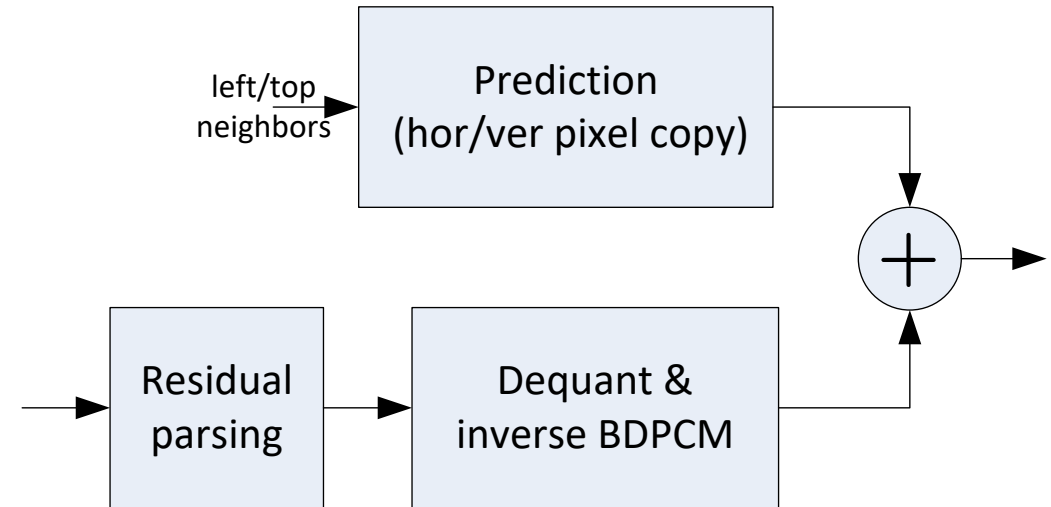 left/top
neighbors
Prediction
(hor/ver pixel copy)
+
Residual
parsing
Dequant &
inverse BDPCM